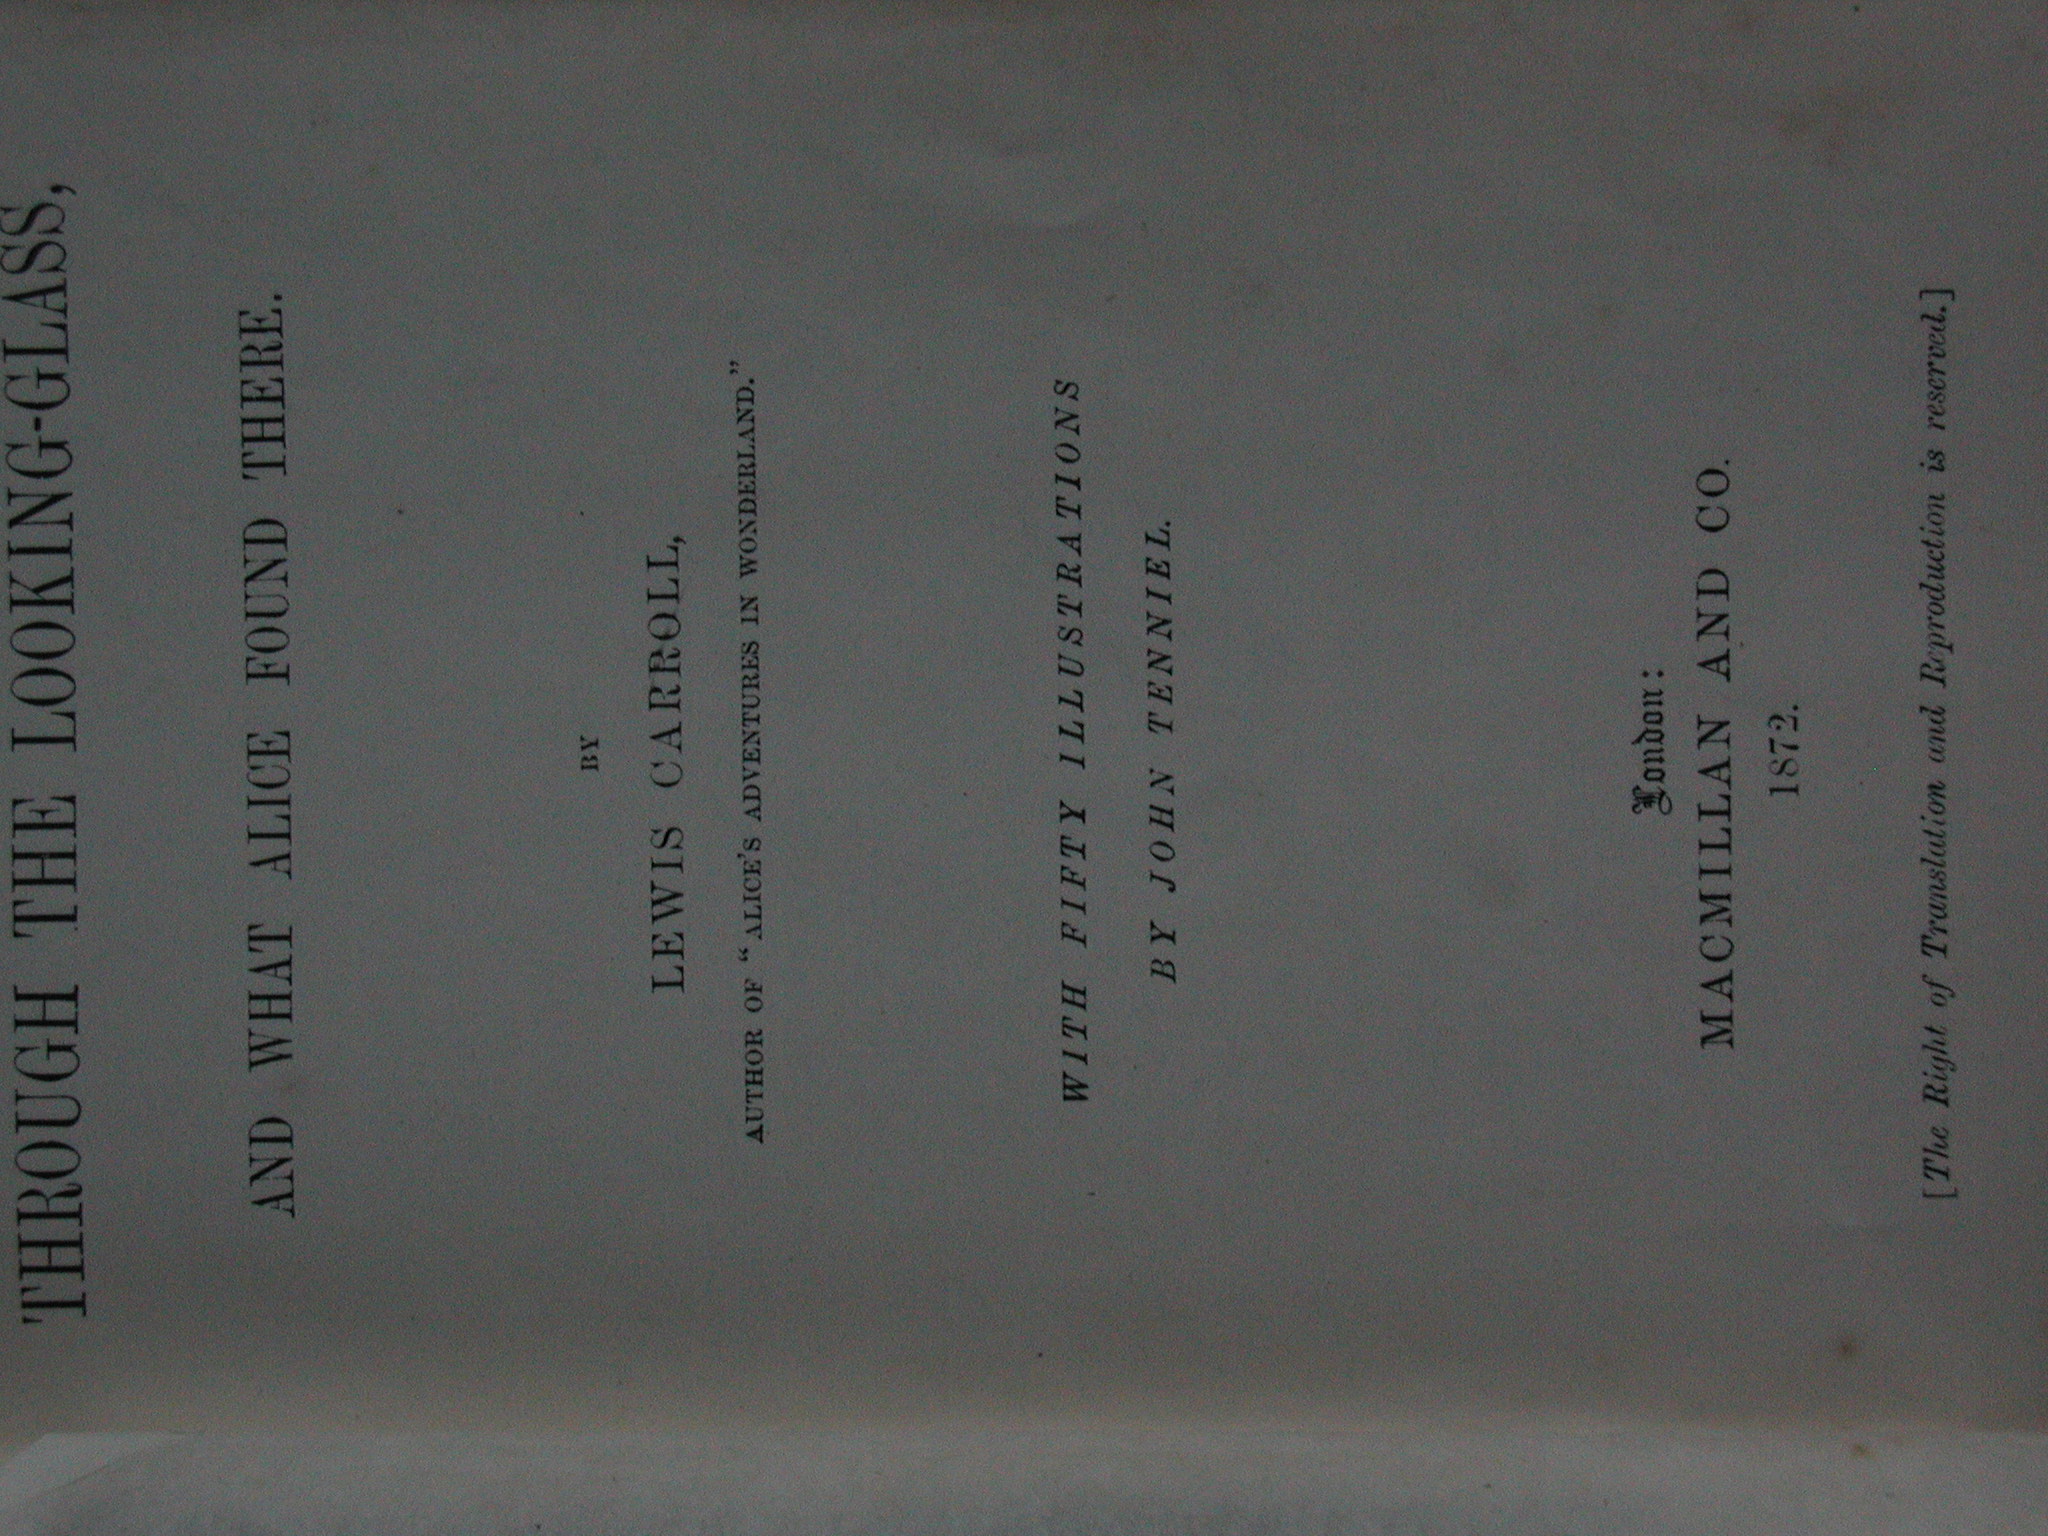 THROUGH THE LOOKING-GLASS,
AND WHAT ALICE FOUND THERE.
BY
LEWIS CARROLL,
AUTHOR OF "ALICE'S ADVENTURES IN WONDERLAND."
WITH FIFTY ILLUSTRATIONS
BY JOHN TENNIEL.
London:
MACMILLAN AND CO.
1872.
[The Right of Translation and Reproduction is reserved.]